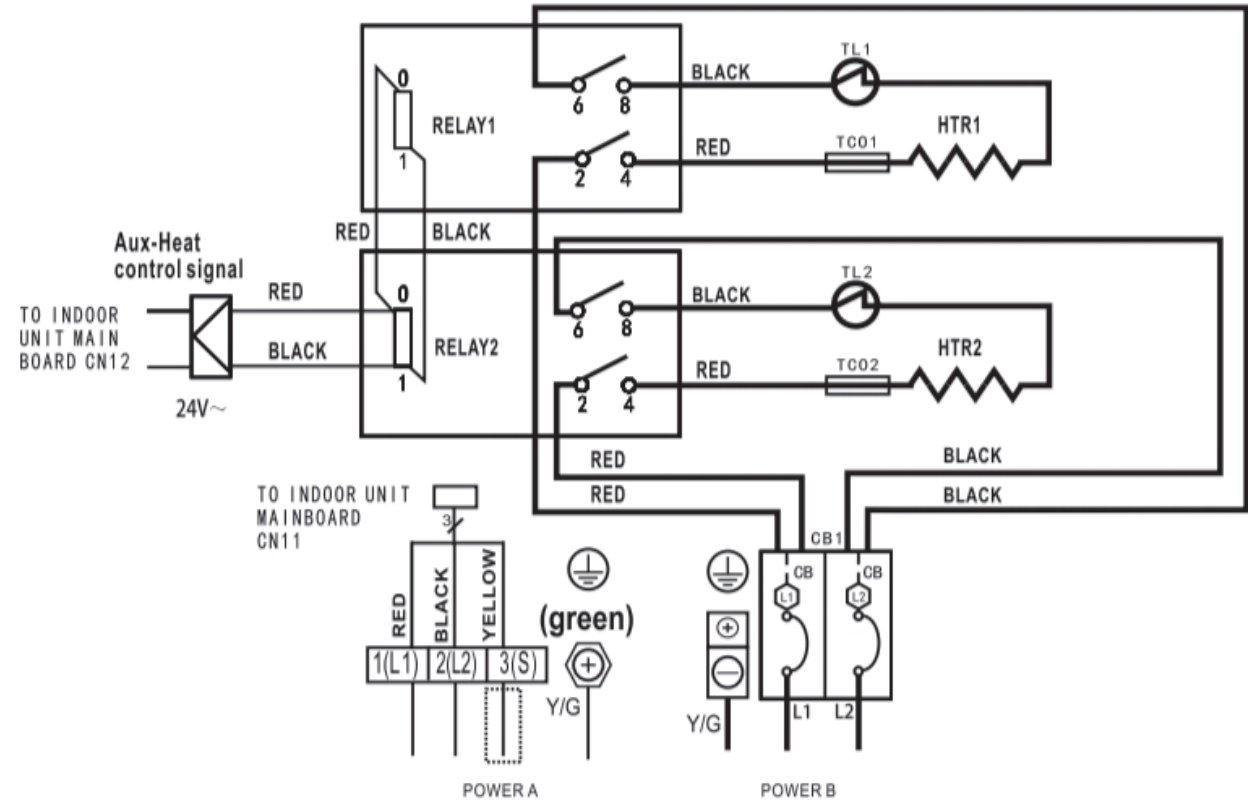 TL1
BLACK
0
6
8
RELAY1
HTR1
TCO1
RED
1
2
4
RED
BLACK
Aux-Heat
control signal
TL2
RED
0
BLACK
6
8
TO INDOOR
UNIT MAIN
BOARD CN12
BLACK
RELAY2
HTR2
TCO2
RED
1
2
4
24V~
RED
BLACK
RED
BLACK
TO INDOOR UNIT
MAINBOARD
CN11
3
CB1
CB
CB
L1
L2
RED
BLACK
YELLOW
(green)
1(L1)
2(L2)
3(S)
Y/G
Y/G
L1
L2
POWER A
POWER B